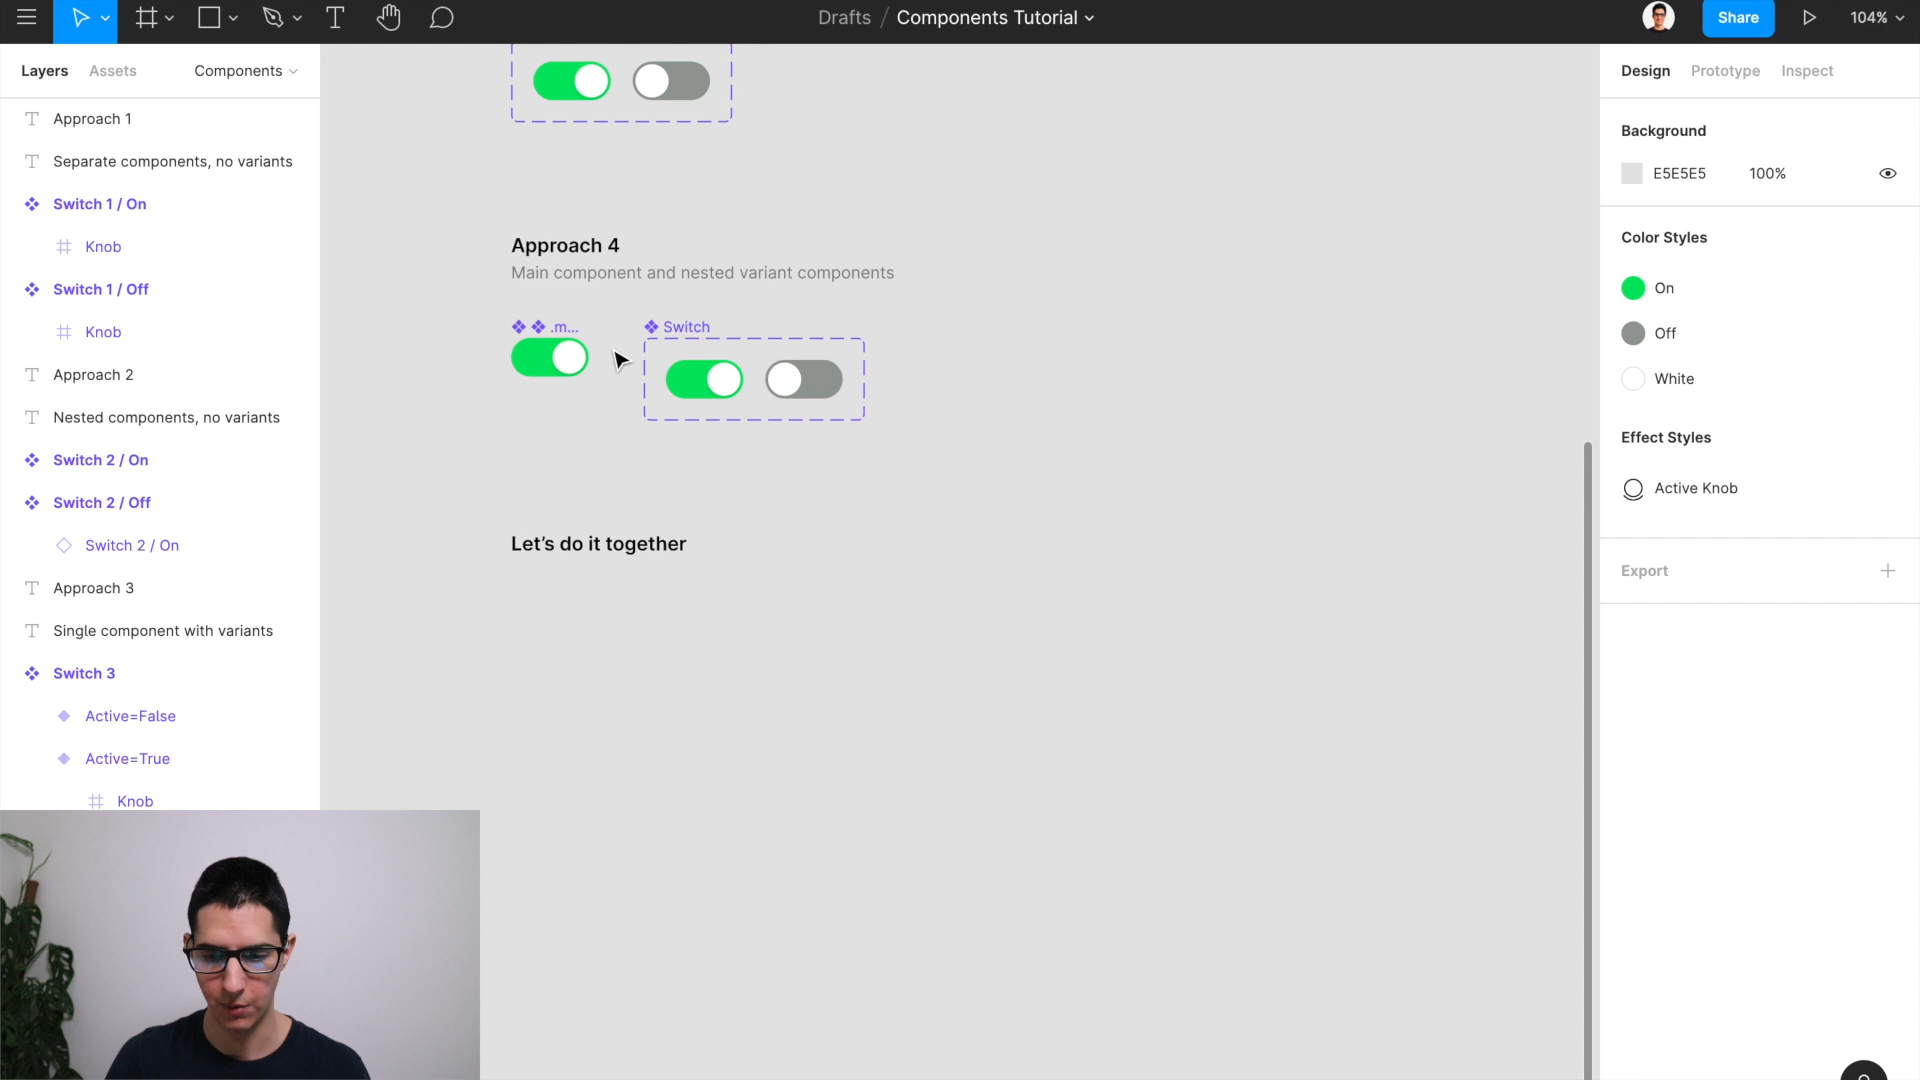 Drafts / Components Tutorial
Share
104%
Layers
Assets
Components
Approach 1
Separate components, no variants
Switch 1 / On
Knob
Switch 1 / Off
Knob
Approach 2
Nested components, no variants
Switch 2 / On
Switch 2 / Off
Switch 2 / On
Approach 3
Single component with variants
Switch 3
Active=False
Active=True
Knob
Approach 4
Main component and nested variant components
.m...
Switch
Let’s do it together
Design
Prototype
Inspect
Background
E5E5E5 100%
Color Styles
On
Off
White
Effect Styles
Active Knob
Export